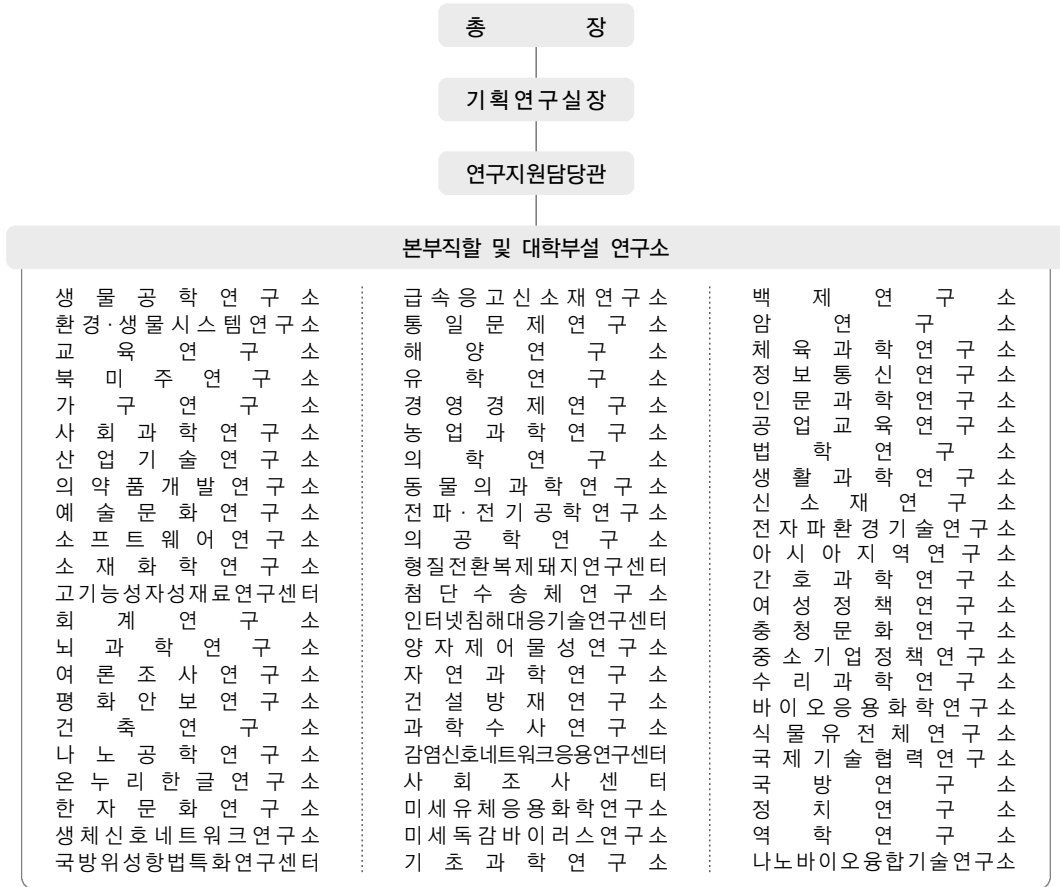 총 장
기획연구실장
연구지원담당관
본부직할 및 대학부설 연구소
생물공학연구소
환경·생물시스템연구소
교육연구소
북미주연구소
가구연구소
사회과학연구소
산업기술연구소
의약품개발연구소
예술문화연구소
소프트웨어연구소
소재화학연구소
고기능성자성재료연구센터
회계연구소
뇌과학연구소
여론조사연구소
평화안보연구소
건축연구소
나노공학연구소
온누리한글연구소
한자문화연구소
생체신호네트워크연구소
국방위성항법특화연구센터
급속응고신소재연구소
통일문제연구소
해양연구소
유학연구소
경영경제연구소
농업과학연구소
의학연구소
동물의과학연구소
전파·전기공학연구소
의공학연구소
형질전환복제돼지연구센터
첨단수송체연구소
인터넷침해대응기술연구센터
양자제어물성연구소
자연과학연구소
건설방재연구소
과학수사연구소
감염신호네트워크응용연구센터
사회조사센터
미세유체응용화학연구소
미세독감바이러스연구소
기초과학연구소
백제연구소
암연구소
체육과학연구소
정보통신연구소
인문과학연구소
공업교육연구소
법학연구소
생활과학연구소
신소재연구소
전자파환경기술연구소
아시아지역연구소
간호과학연구소
여성정책연구소
충청문화연구소
중소기업정책연구소
수리과학연구소
바이오응용화학연구소
식물유전체연구소
국제기술협력연구소
국방연구소
정치연구소
역학연구소
나노바이오융합기술연구소